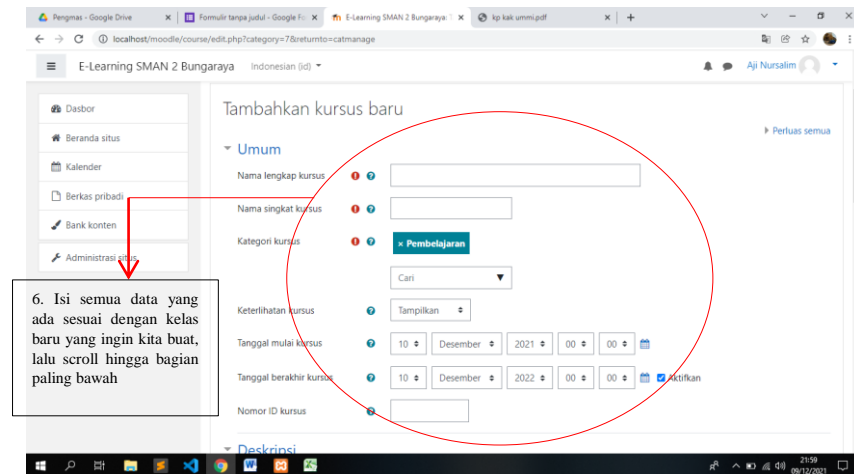 Pengmas - Google Drive
Formulir tanpa judul - Google Fo
E-Learning SMAN 2 Bungaraya: T
kp kak ummi.pdf
localhost/moodle/course/edit.php?category=7&returnto=catmanage
E-Learning SMAN 2 Bungaraya
Indonesian (id)
Aji Nursalim
Dasbor
Beranda situs
Kalender
Berkas pribadi
Bank konten
Administrasi situs
Tambahkan kursus baru
Perluas semua
Umum
Nama lengkap kursus
Nama singkat kursus
Kategori kursus
× Pembelajaran
Cari
Keterlihatan kursus
Tampilkan
Tanggal mulai kursus
10 Desember 2021 00 00
Tanggal berakhir kursus
10 Desember 2022 00 00 Aktifkan
Nomor ID kursus
Deskripsi
6. Isi semua data yang
ada sesuai dengan kelas
baru yang ingin kita buat,
lalu scroll hingga bagian
paling bawah
21:59
09/12/2021